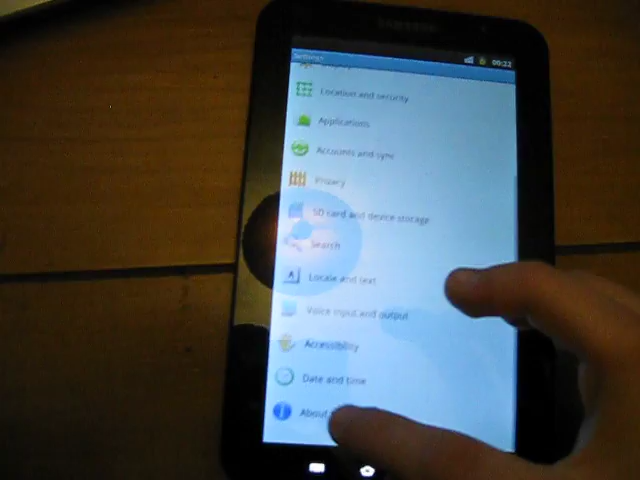 SAMSUNG
Settings
00:22
Location and security
Applications
Accounts and sync
Privacy
SD card and device storage
Search
Locale and text
Voice input and output
Accessibility
Date and time
About